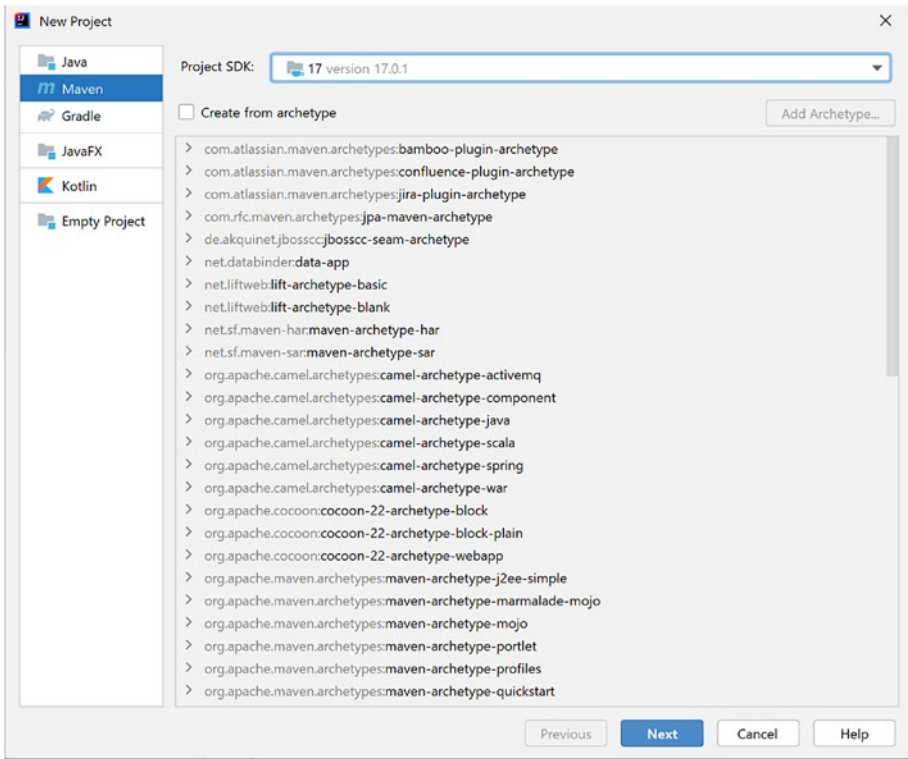 New Project
Java
Maven
Gradle
JavaFX
Kotlin
Empty Project
Project SDK: 17 version 17.0.1
Create from archetype Add Archetype...
com.atlassian.maven.archetypes:bamboo-plugin-archetype
com.atlassian.maven.archetypes:confluence-plugin-archetype
com.atlassian.maven.archetypes:jira-plugin-archetype
com.rfc.maven.archetypes:jpa-maven-archetype
de.akquinet.jbosscc:jbosscc-seam-archetype
net.databinder:data-app
net.liftweb:lift-archetype-basic
net.liftweb:lift-archetype-blank
net.sf.maven-har:maven-archetype-har
net.sf.maven-sar:maven-archetype-sar
org.apache.camel.archetypes:camel-archetype-activemq
org.apache.camel.archetypes:camel-archetype-component
org.apache.camel.archetypes:camel-archetype-java
org.apache.camel.archetypes:camel-archetype-scala
org.apache.camel.archetypes:camel-archetype-spring
org.apache.camel.archetypes:camel-archetype-war
org.apache.cocoon:cocoon-22-archetype-block
org.apache.cocoon:cocoon-22-archetype-block-plain
org.apache.cocoon:cocoon-22-archetype-webapp
org.apache.maven.archetypes:maven-archetype-j2ee-simple
org.apache.maven.archetypes:maven-archetype-marmalade-mojo
org.apache.maven.archetypes:maven-archetype-mojo
org.apache.maven.archetypes:maven-archetype-portlet
org.apache.maven.archetypes:maven-archetype-profiles
org.apache.maven.archetypes:maven-archetype-quickstart
Previous Next Cancel Help